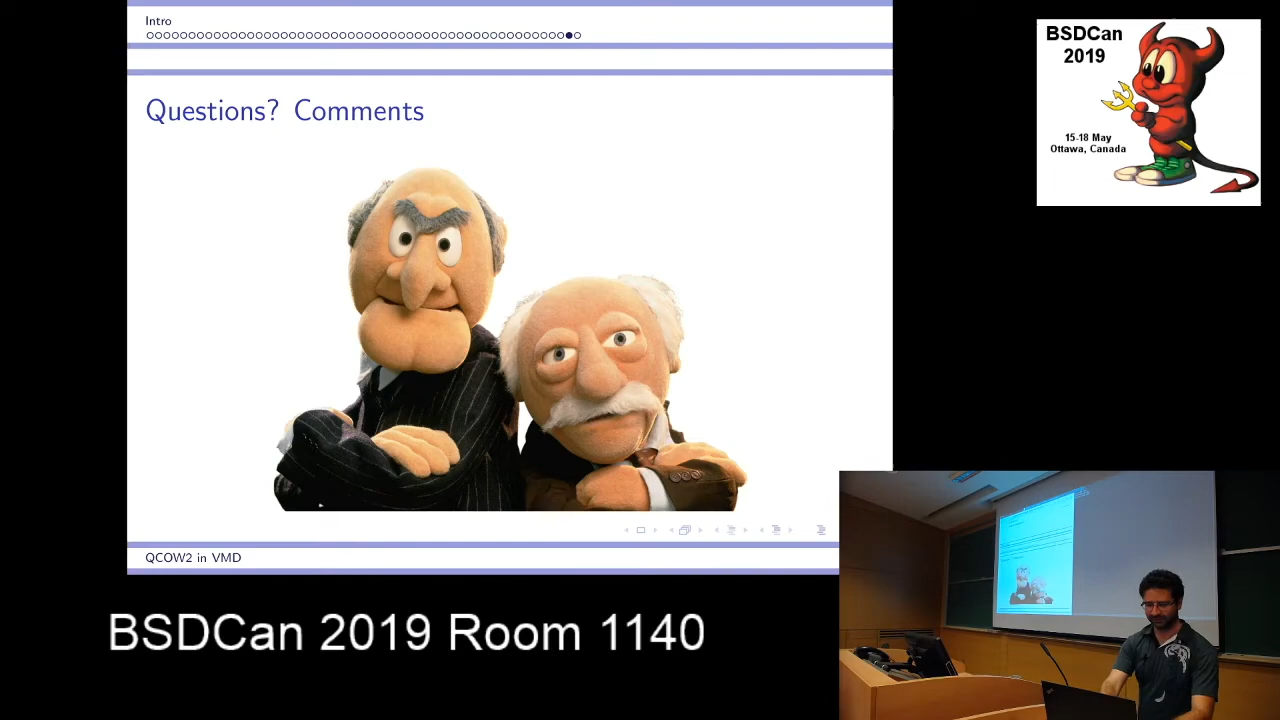 Intro
Questions? Comments
QCOW2 in VMD
BSDCan 2019 Room 1140
BSDCan
2019
15-18 May
Ottawa, Canada